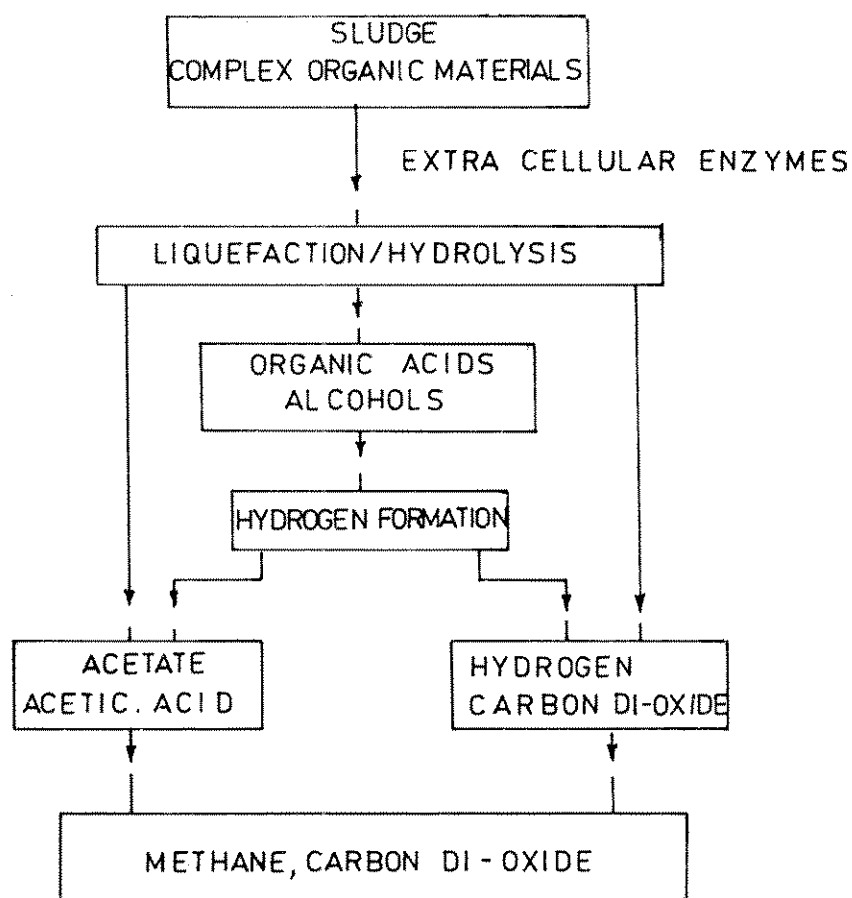 SLUDGE
COMPLEX ORGANIC MATERIALS
EXTRA CELLULAR ENZYMES
LIQUEFACTION/HYDROLYSIS
ORGANIC ACIDS
ALCOHOLS
HYDROGEN FORMATION
ACETATE
ACETIC. ACID
HYDROGEN
CARBON DI-OXIDE
METHANE, CARBON DI-OXIDE